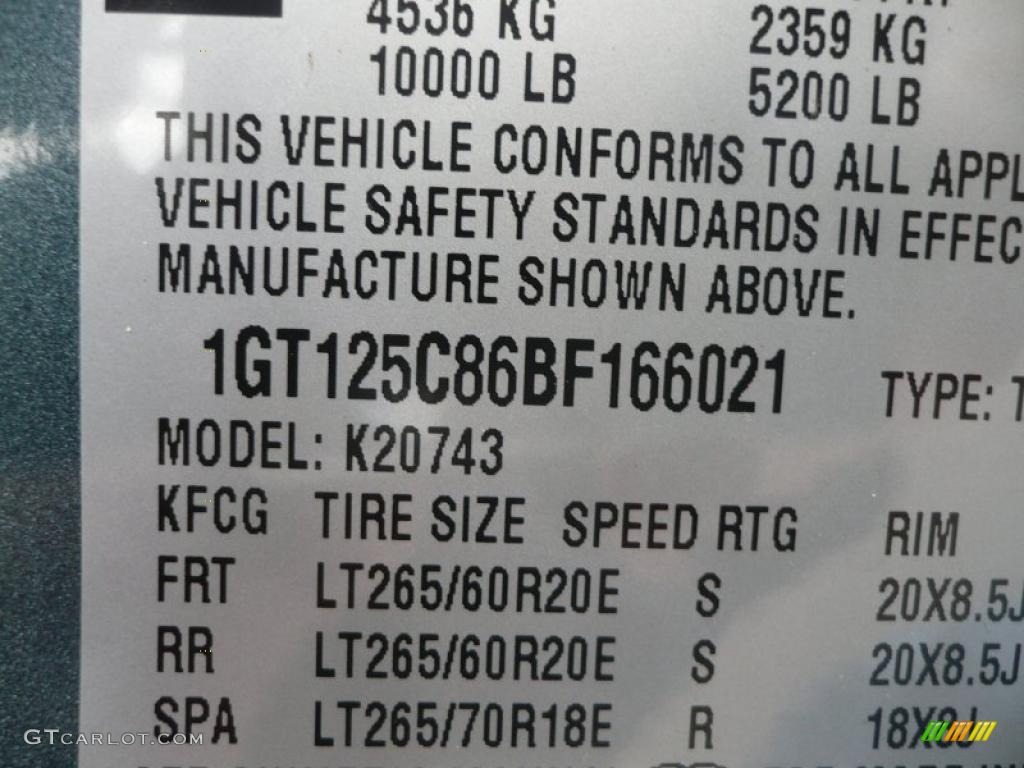 4536 KG 2359 KG
10000 LB 5200 LB
THIS VEHICLE CONFORMS TO ALL APPL
VEHICLE SAFETY STANDARDS IN EFFEC
MANUFACTURE SHOWN ABOVE.
1GT125C86BF166021 TYPE: T
MODEL: K20743
KFCG TIRE SIZE SPEED RTG RIM
FRT LT265/60R20E S 20X8.5J
RR LT265/60R20E S 20X8.5J
SPA LT265/70R18E R 18X8J
GTCARLOT.COM